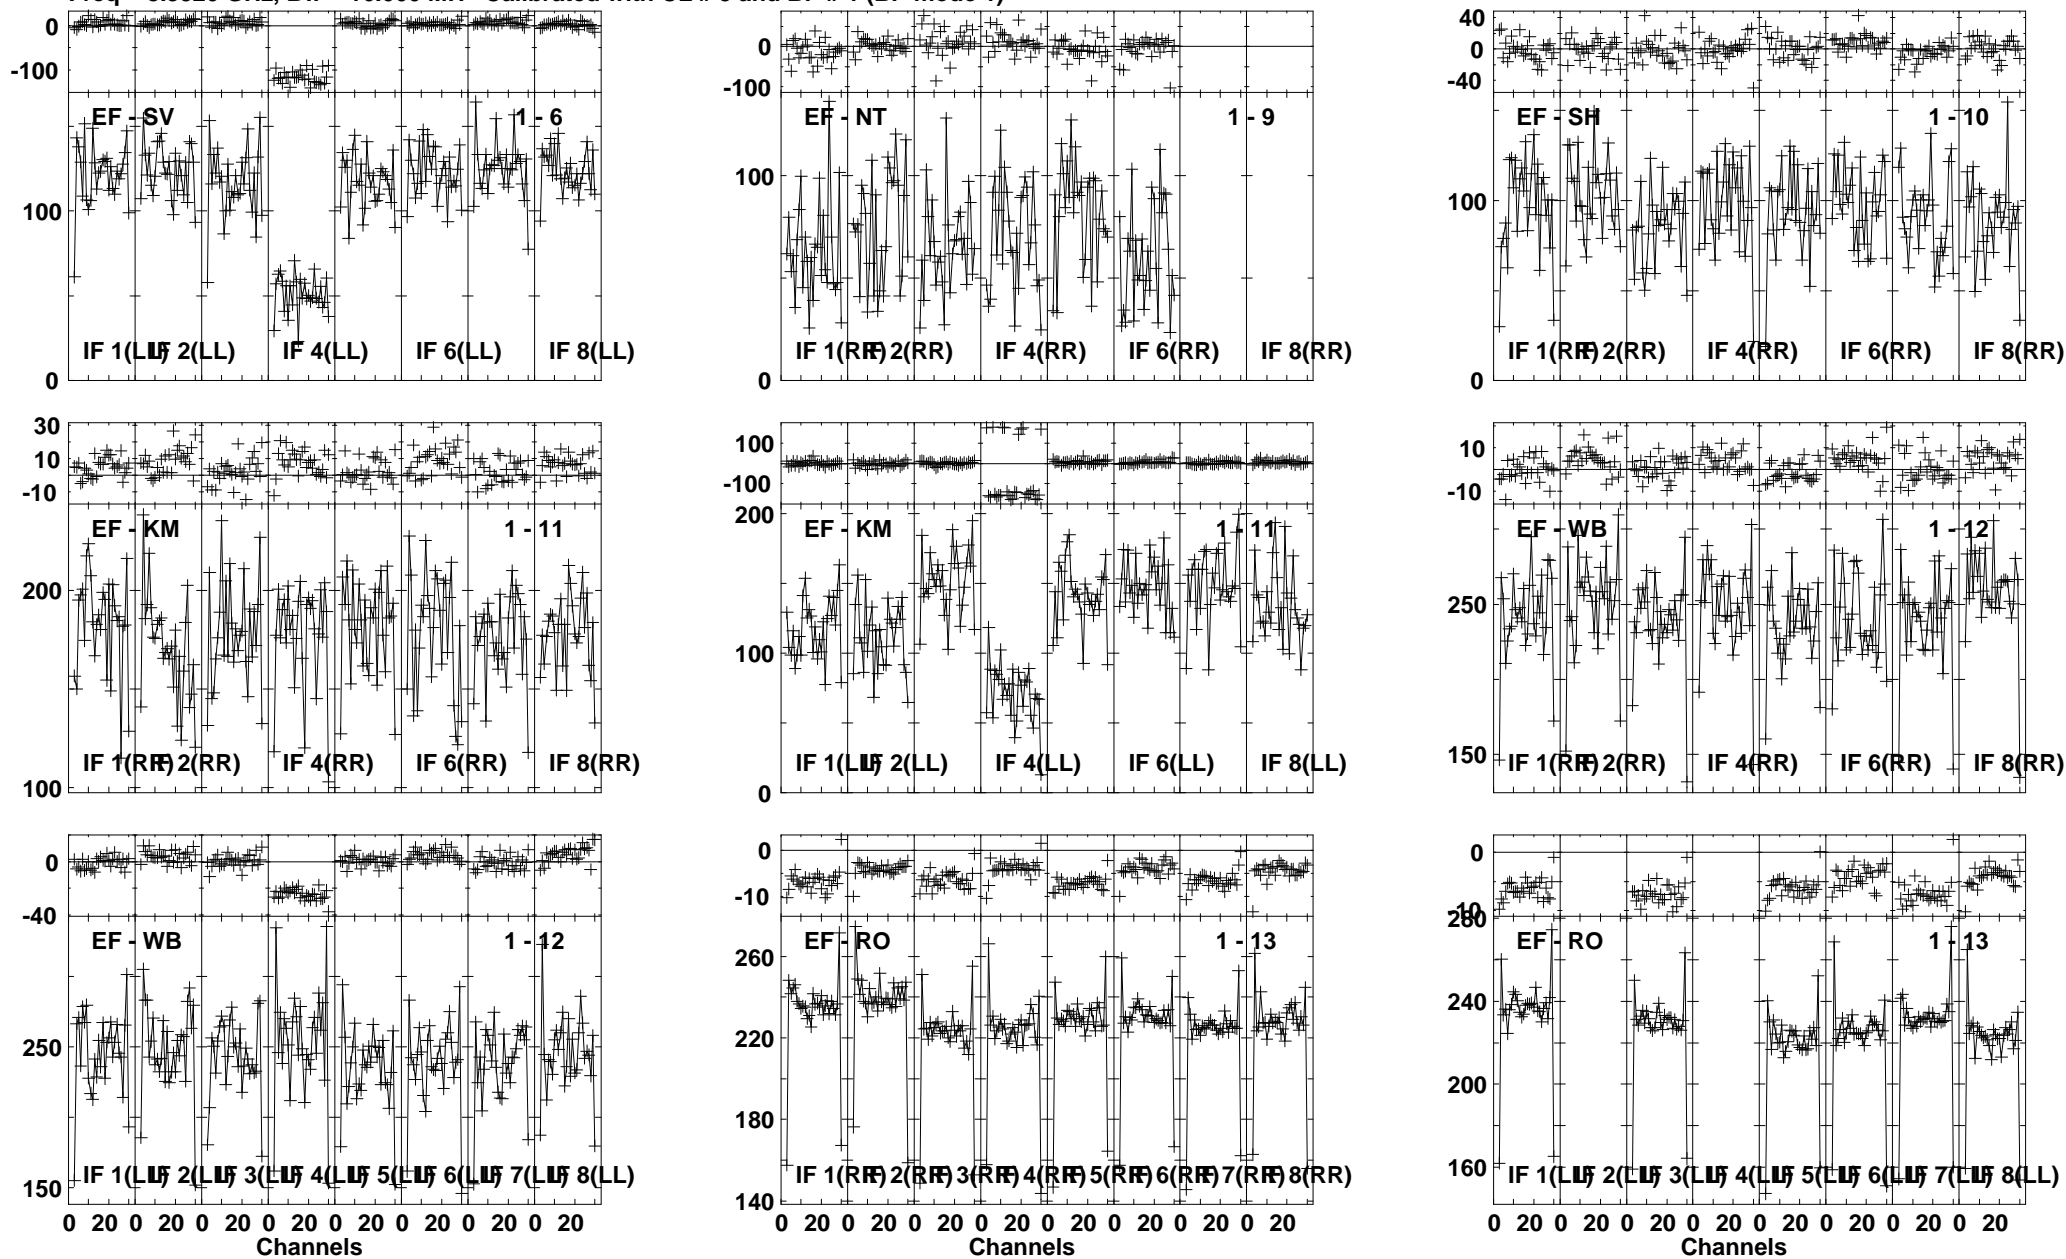 0
-100
EF - SV 1 - 6
100
IF 1(LL) IF 2(LL) IF 4(LL) IF 6(LL) IF 8(LL)
0
0
-100
EF - NT 1 - 9
100
IF 1(RR) IF 2(RR) IF 4(RR) IF 6(RR) IF 8(RR)
0
40
0
-40
EF - SH 1 - 10
100
IF 1(RR) IF 2(RR) IF 4(RR) IF 6(RR) IF 8(RR)
0
30
10
-10
EF - KM 1 - 11
200
IF 1(RR) IF 2(RR) IF 4(RR) IF 6(RR) IF 8(RR)
100
100
0
-100
200
EF - KM 1 - 11
100
IF 1(LL) IF 2(LL) IF 4(LL) IF 6(LL) IF 8(LL)
0
10
-10
EF - WB 1 - 12
250
150
IF 1(RR) IF 2(RR) IF 4(RR) IF 6(RR) IF 8(RR)
0
-40
EF - WB 1 - 12
250
IF 1(LL) IF 2(LL) IF 3(LL) IF 4(LL) IF 5(LL) IF 6(LL) IF 7(LL) IF 8(LL)
150
0 20 0 20 0 20 0 20 0 20 0 20 0 20 0 20
Channels
0
-10
EF - RO 1 - 13
260
220
180
IF 1(RR) IF 2(RR) IF 3(RR) IF 4(RR) IF 5(RR) IF 6(RR) IF 7(RR) IF 8(RR)
140
0 20 0 20 0 20 0 20 0 20 0 20 0 20 0 20
Channels
0
280
EF - RO 1 - 13
240
200
160
IF 1(LL) IF 2(LL) IF 3(LL) IF 4(LL) IF 5(LL) IF 6(LL) IF 7(LL) IF 8(LL)
0 20 0 20 0 20 0 20 0 20 0 20 0 20 0 20
Channels